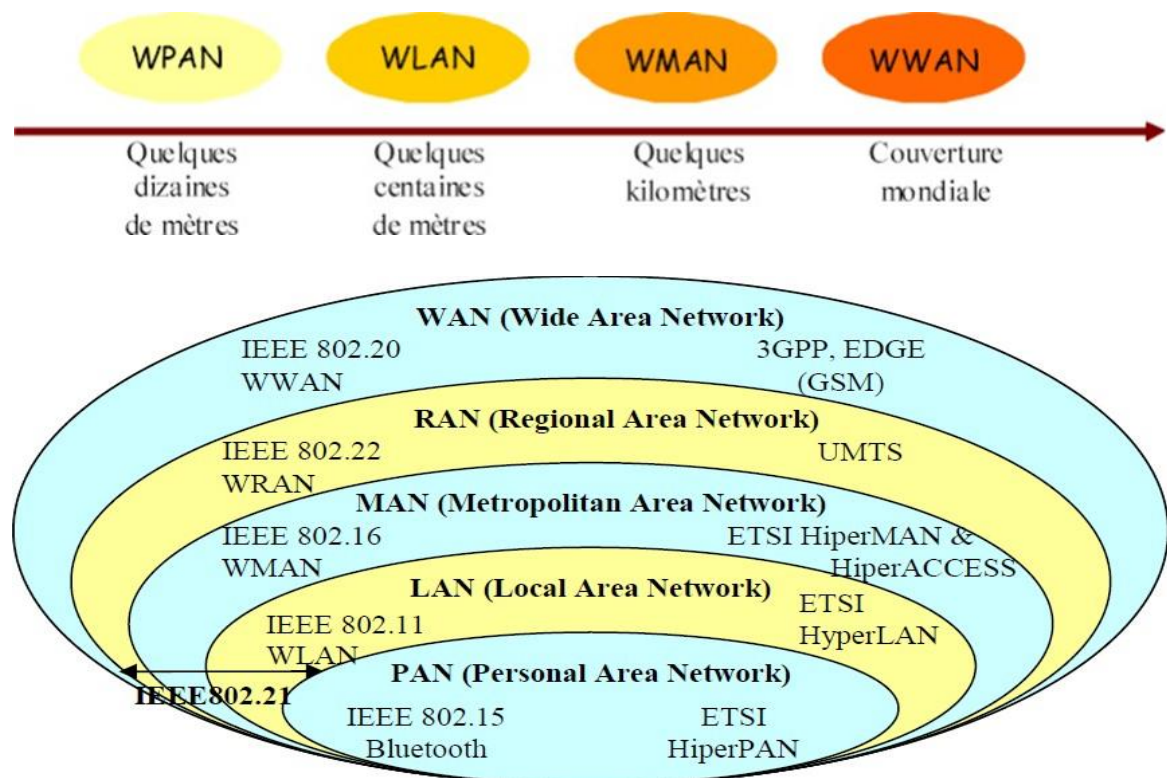 WPAN
WLAN
WMAN
WWAN
Quelques
dizaines
de mètres
Quelques
centaines
de mètres
Quelques
kilomètres
Couverture
mondiale
WAN (Wide Area Network)
IEEE 802.20
WWAN
3GPP, EDGE
(GSM)
RAN (Regional Area Network)
IEEE 802.22
WRAN
UMTS
MAN (Metropolitan Area Network)
IEEE 802.16
WMAN
ETSI HiperMAN &
HiperACCESS
LAN (Local Area Network)
IEEE 802.11
WLAN
ETSI
HyperLAN
IEEE802.21
PAN (Personal Area Network)
IEEE 802.15
Bluetooth
ETSI
HiperPAN